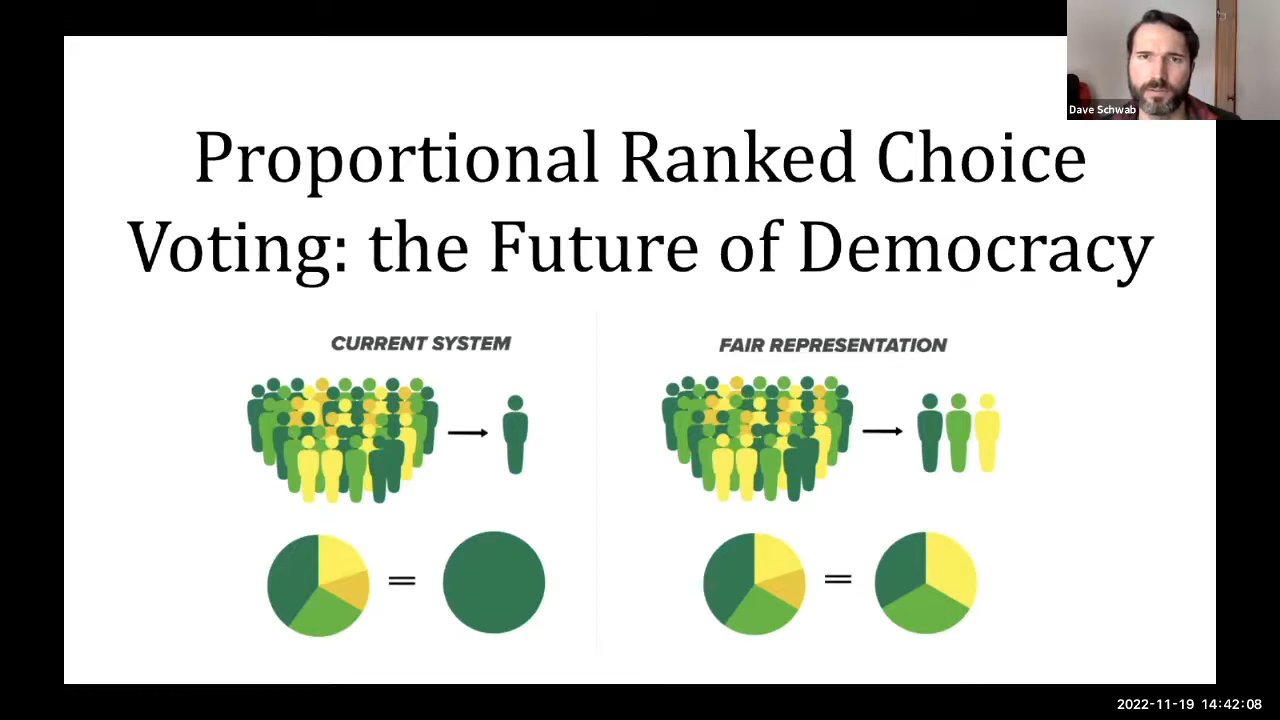 Dave Schwab
Proportional Ranked Choice
Voting: the Future of Democracy
CURRENT SYSTEM
FAIR REPRESENTATION
2022-11-19 14:42:08